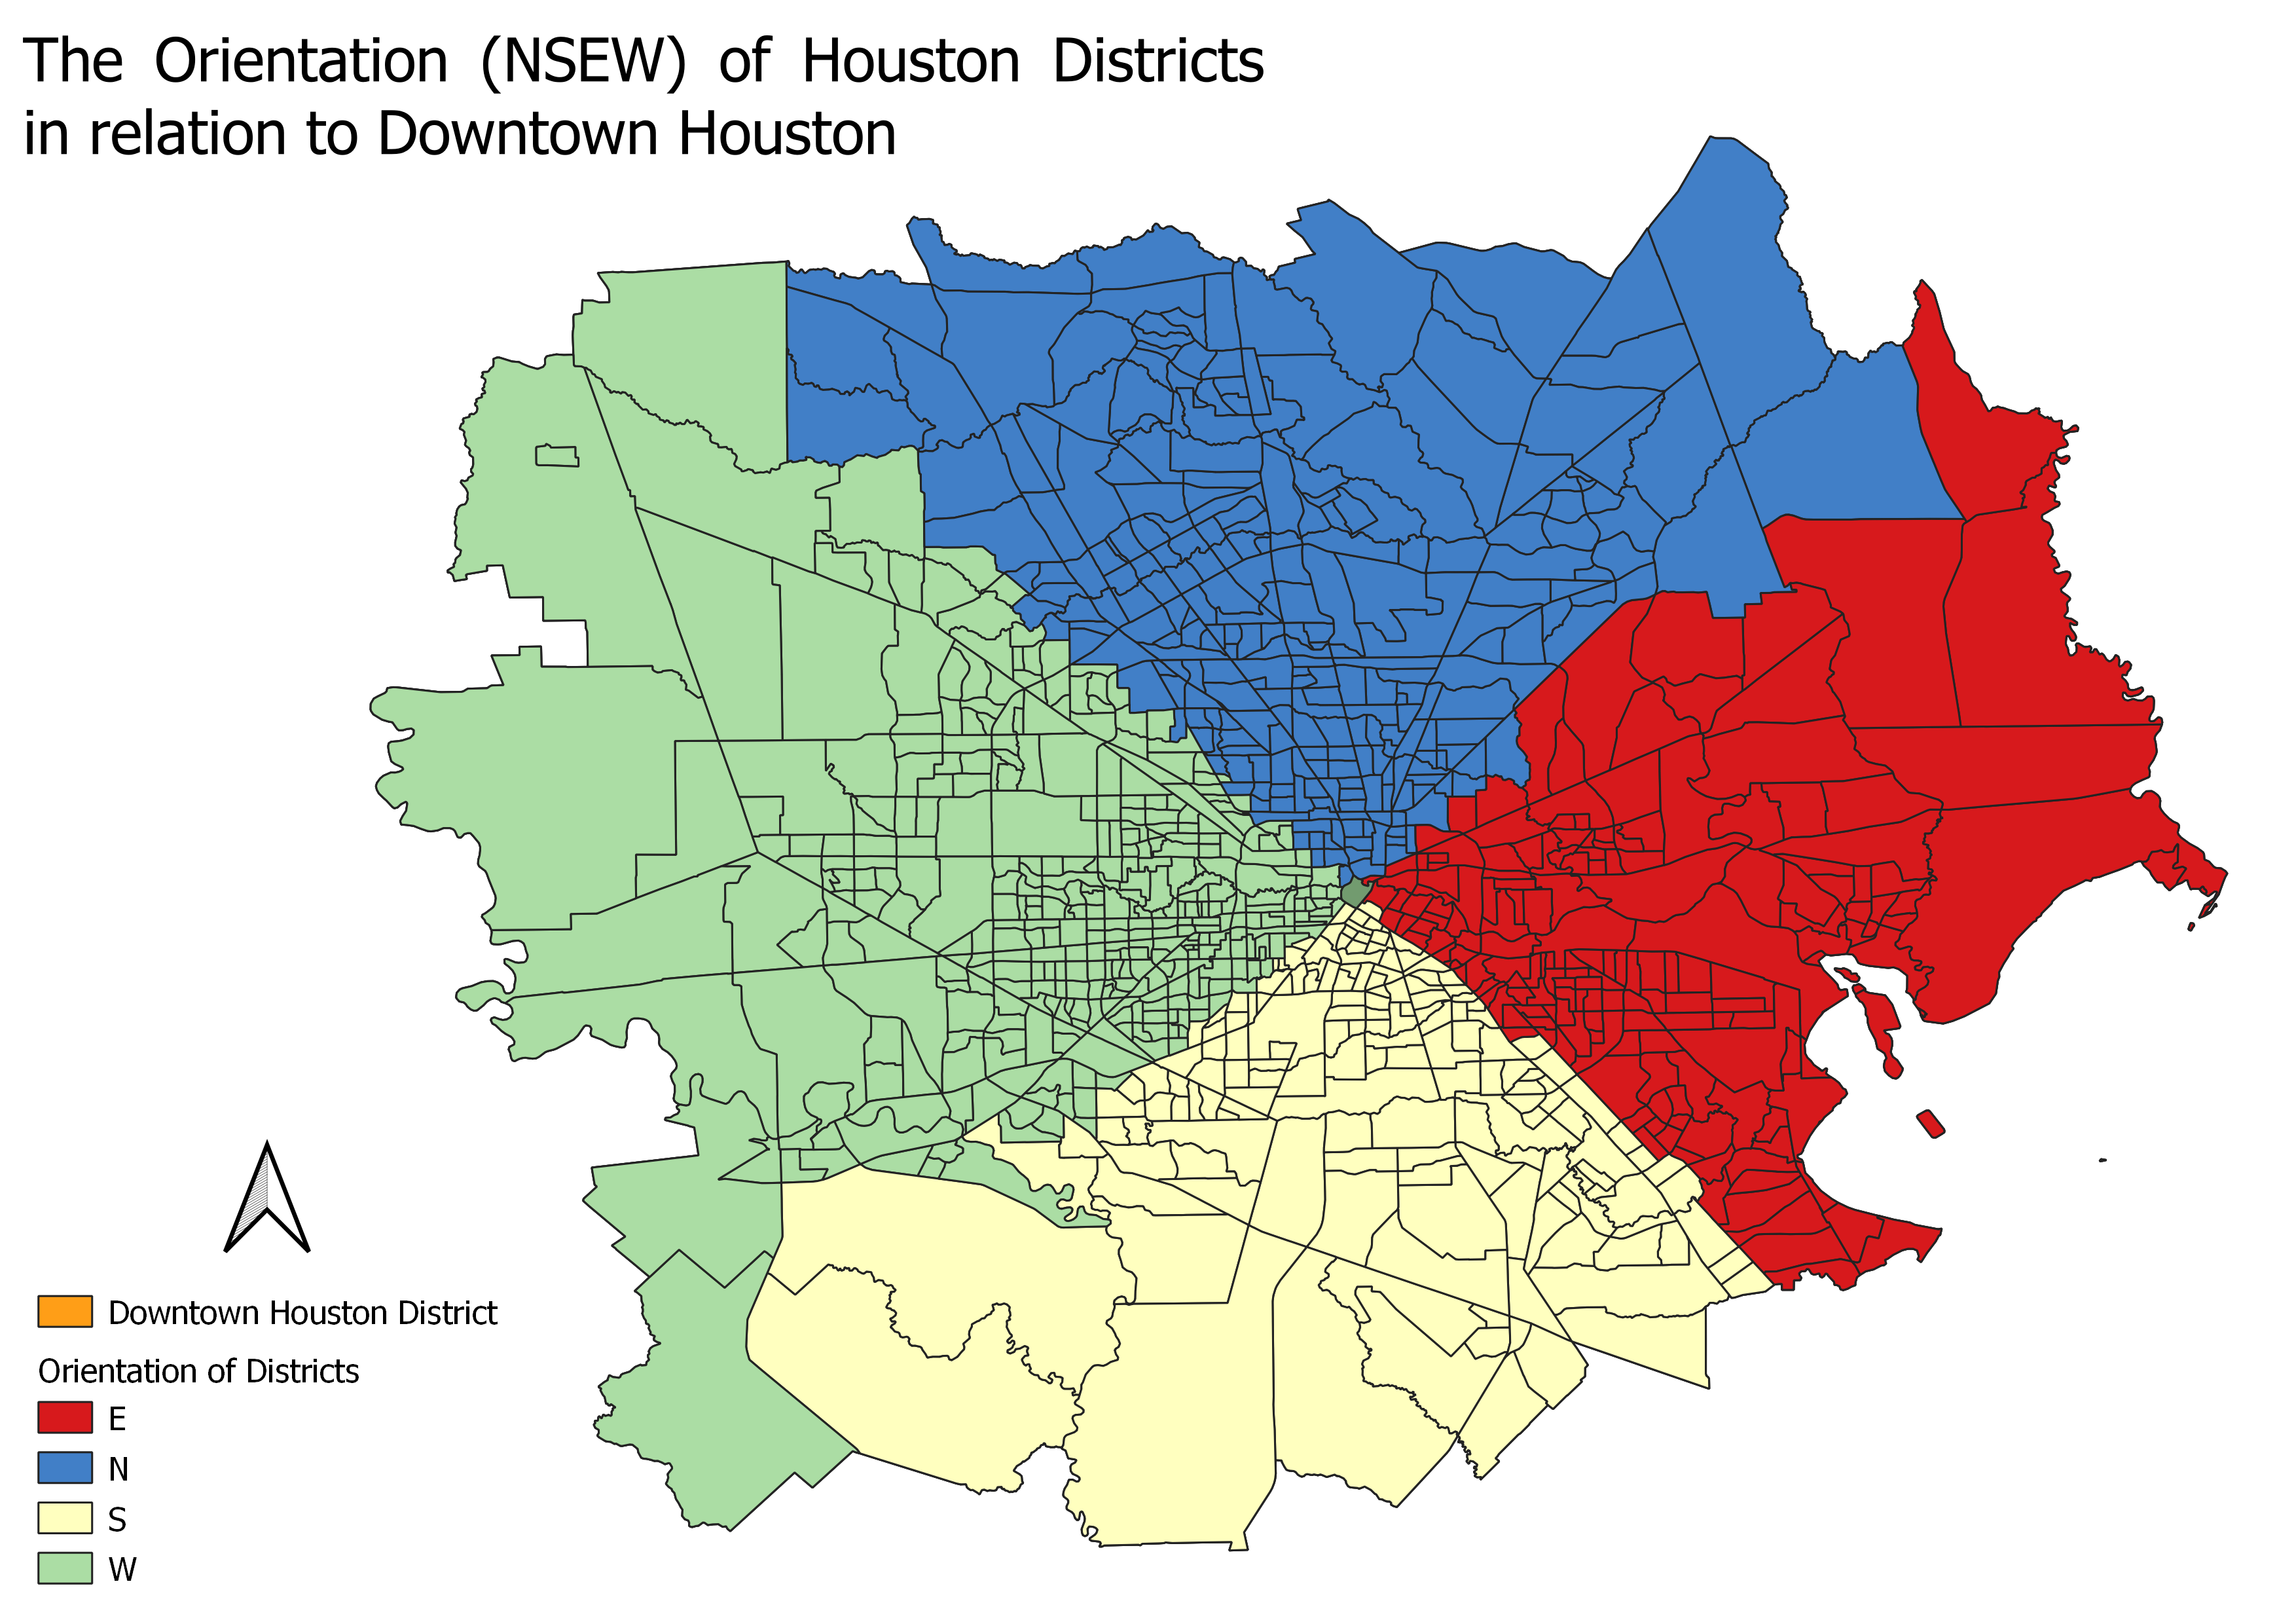 The Orientation (NSEW) of Houston Districts
in relation to Downtown Houston
Downtown Houston District
Orientation of Districts
E
N
S
W